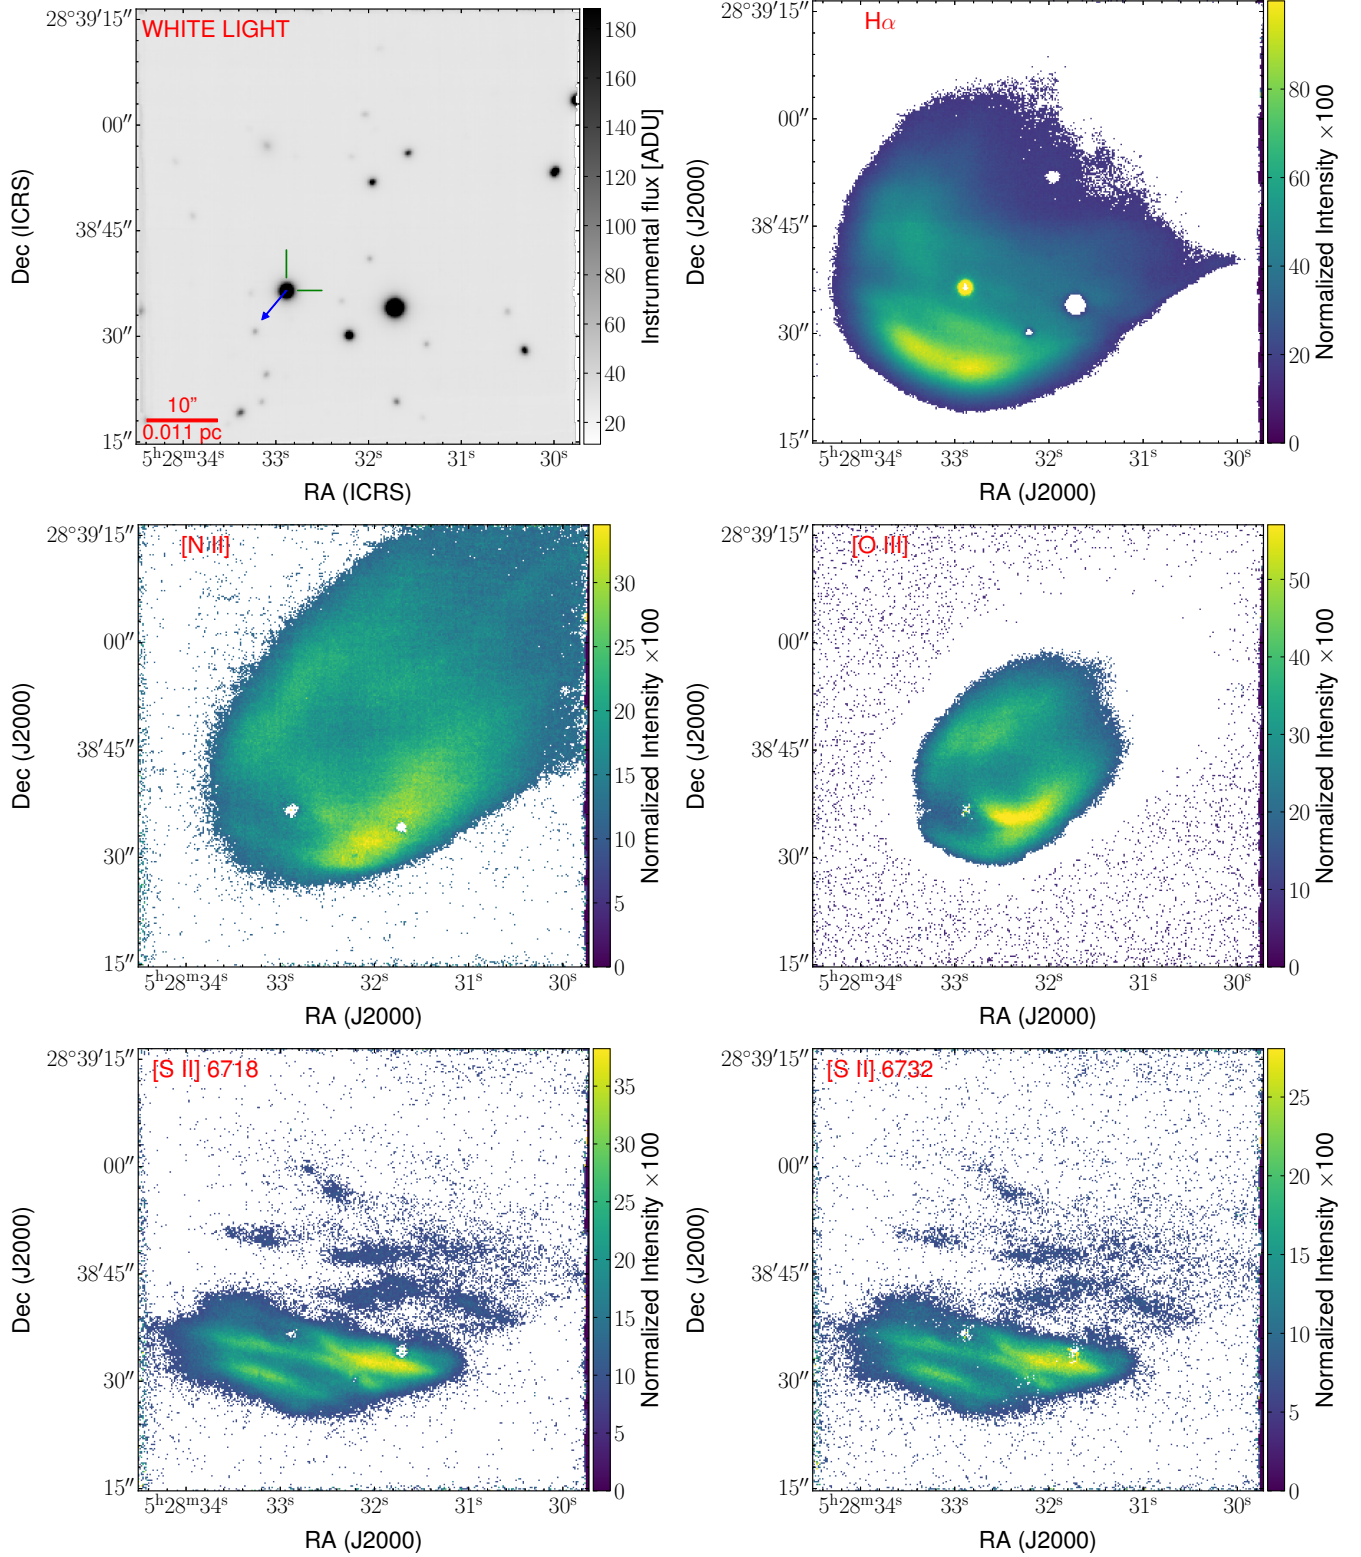 WHITE LIGHT
28°39′15″
00″
38′45″
30″
15″
Dec (ICRS)
10”
0.011 pc
5ʰ28ᵐ34ˢ
33ˢ
32ˢ
31ˢ
30ˢ
RA (ICRS)
180
160
140
120
100
80
60
40
20
Instrumental flux [ADU]
Hα
28°39′15″
00″
38′45″
30″
15″
Dec (J2000)
5ʰ28ᵐ34ˢ
33ˢ
32ˢ
31ˢ
30ˢ
RA (J2000)
80
60
40
20
0
Normalized Intensity ×100
[N II]
28°39′15″
00″
38′45″
30″
15″
Dec (J2000)
5ʰ28ᵐ34ˢ
33ˢ
32ˢ
31ˢ
30ˢ
RA (J2000)
30
25
20
15
10
5
0
Normalized Intensity ×100
[O III]
28°39′15″
00″
38′45″
30″
15″
Dec (J2000)
5ʰ28ᵐ34ˢ
33ˢ
32ˢ
31ˢ
30ˢ
RA (J2000)
50
40
30
20
10
0
Normalized Intensity ×100
[S II] 6718
28°39′15″
00″
38′45″
30″
15″
Dec (J2000)
5ʰ28ᵐ34ˢ
33ˢ
32ˢ
31ˢ
30ˢ
RA (J2000)
35
30
25
20
15
10
5
0
Normalized Intensity ×100
[S II] 6732
28°39′15″
00″
38′45″
30″
15″
Dec (J2000)
5ʰ28ᵐ34ˢ
33ˢ
32ˢ
31ˢ
30ˢ
RA (J2000)
25
20
15
10
5
0
Normalized Intensity ×100